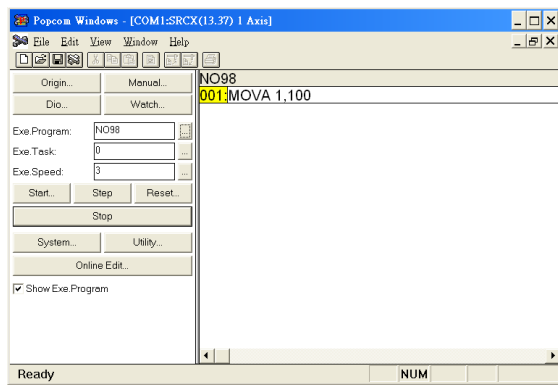 Popcom Windows - [COM1:SRCX(13.37) 1 Axis]
File Edit View Window Help
Origin... Manual...
Dio... Watch...
Exe.Program: NO98 ...
Exe.Task: 0 ...
Exe.Speed: 3 ...
Start... Step Reset...
Stop
System... Utility...
Online Edit...
Show Exe.Program
NO98
001:MOVA 1,100
Ready NUM